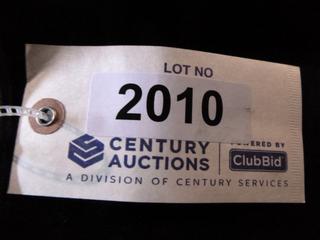 LOT NO
2010
CENTURY
AUCTIONS
POWERED BY
ClubBid
A DIVISION OF CENTURY SERVICES